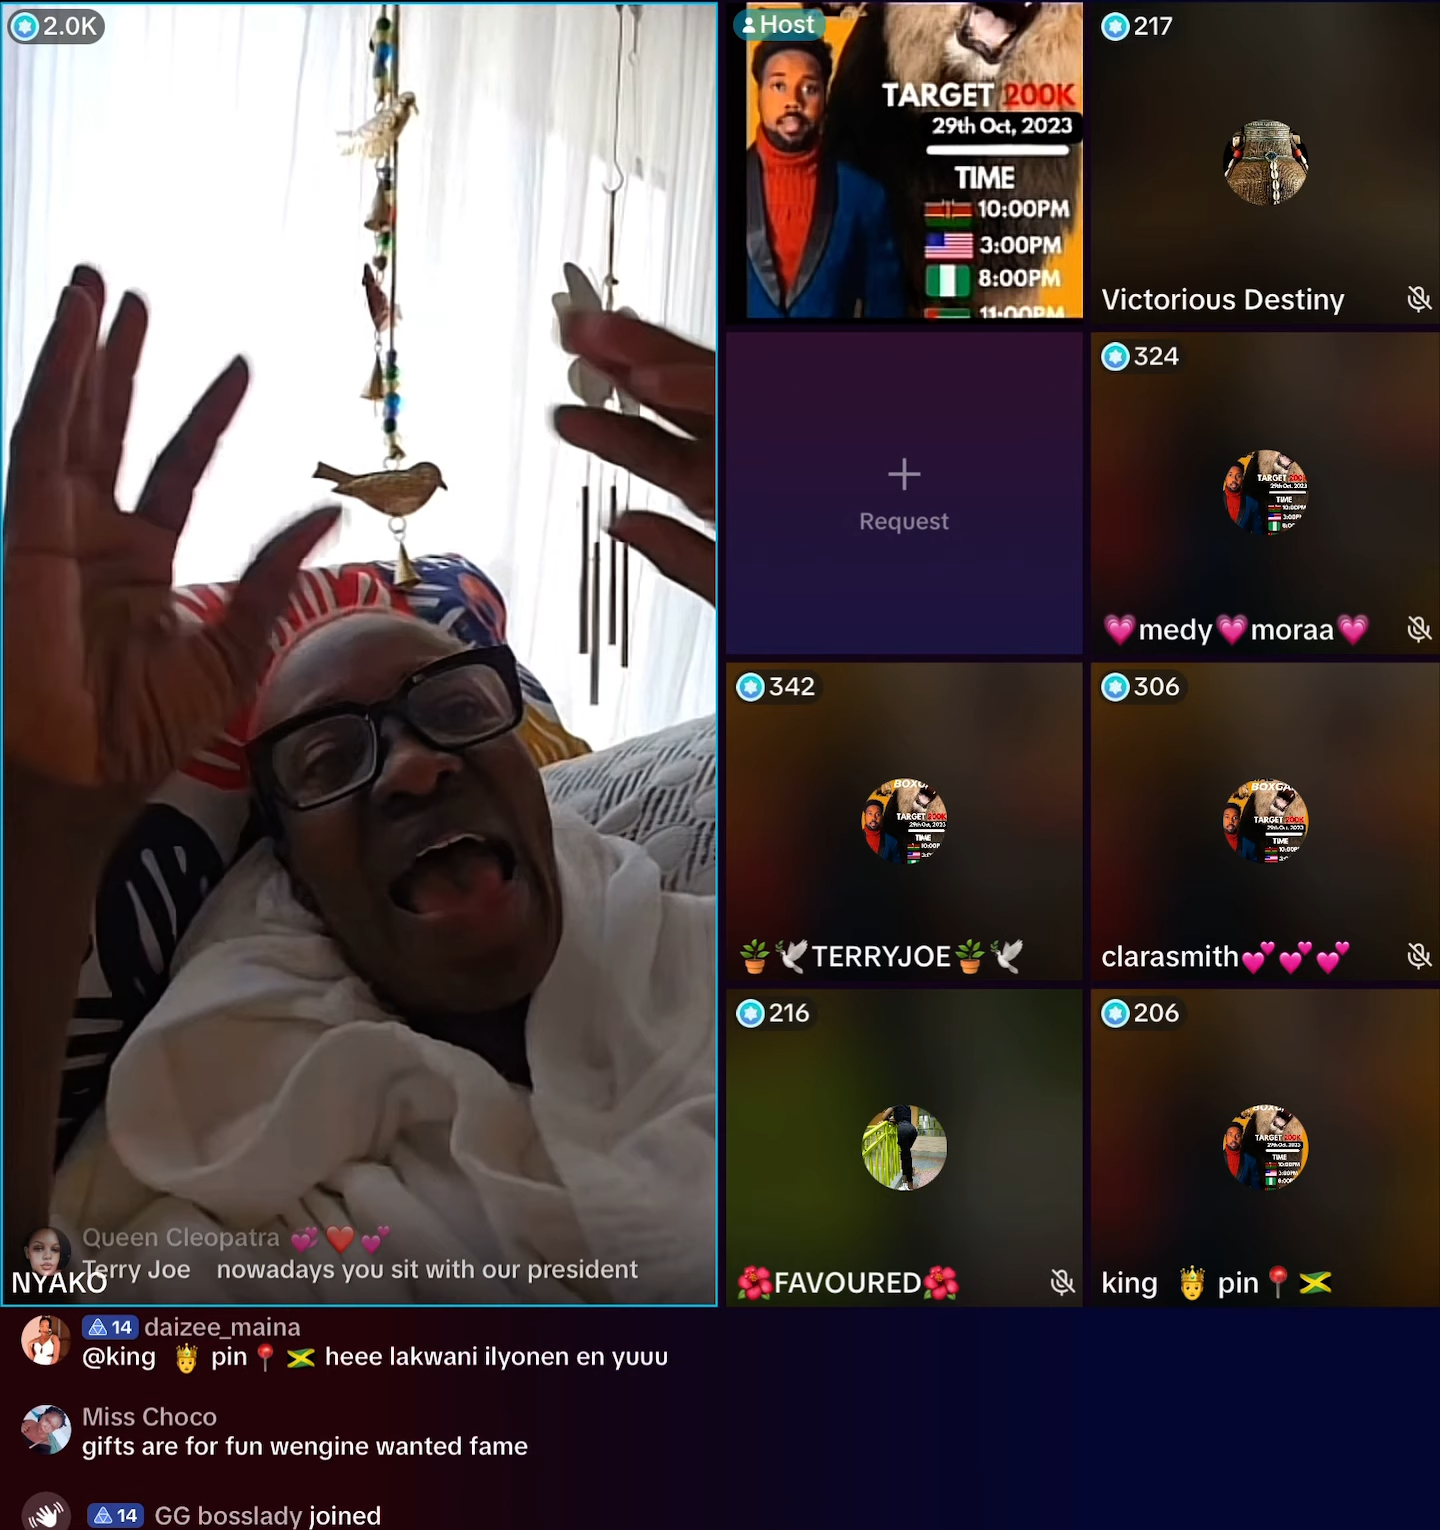 2.0K
Host
TARGET 200K
29th Oct, 2023
TIME
10:00PM
3:00PM
8:00PM
11:00PM
217
Victorious Destiny
Request
324
💗medy💗moraa💗
342
🪴🕊️TERRYJOE🪴🕊️
306
clarasmith💕💕💕
216
🌺FAVOURED🌺
206
king 🤴 pin📍🇯🇲
Queen Cleopatra 💞❤️💕
Terry Joe nowadays you sit with our president
NYAKO
14 daizee_maina
@king 🤴 pin📍🇯🇲 heee lakwani ilyonen en yuuu
Miss Choco
gifts are for fun wengine wanted fame
14 GG bosslady joined